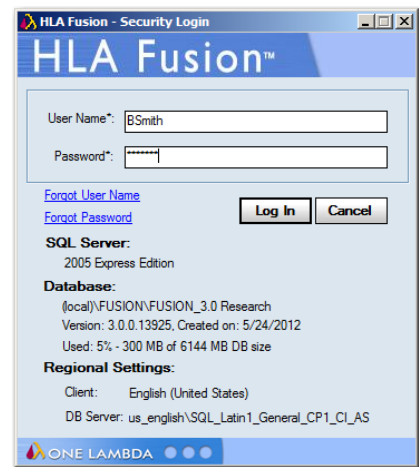 HLA Fusion - Security Login
HLA Fusion™
User Name*: BSmith
Password*: *******
Forgot User Name
Forgot Password
Log In Cancel
SQL Server:
2005 Express Edition
Database:
(local)\FUSION\FUSION_3.0 Research
Version: 3.0.0.13925, Created on: 5/24/2012
Used: 5% - 300 MB of 6144 MB DB size
Regional Settings:
Client: English (United States)
DB Server: us_english\SQL_Latin1_General_CP1_CI_AS
ONE LAMBDA